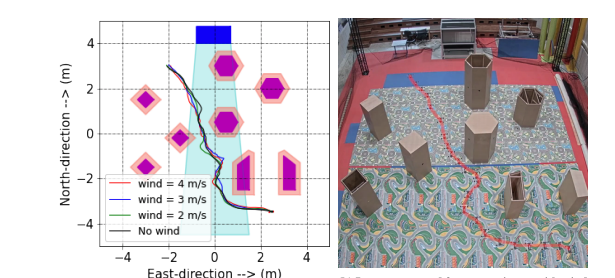 North-direction --> (m)
4
2
0
−2
−4
wind = 4 m/s
wind = 3 m/s
wind = 2 m/s
No wind
−4 −2 0 2 4
East-direction --> (m)